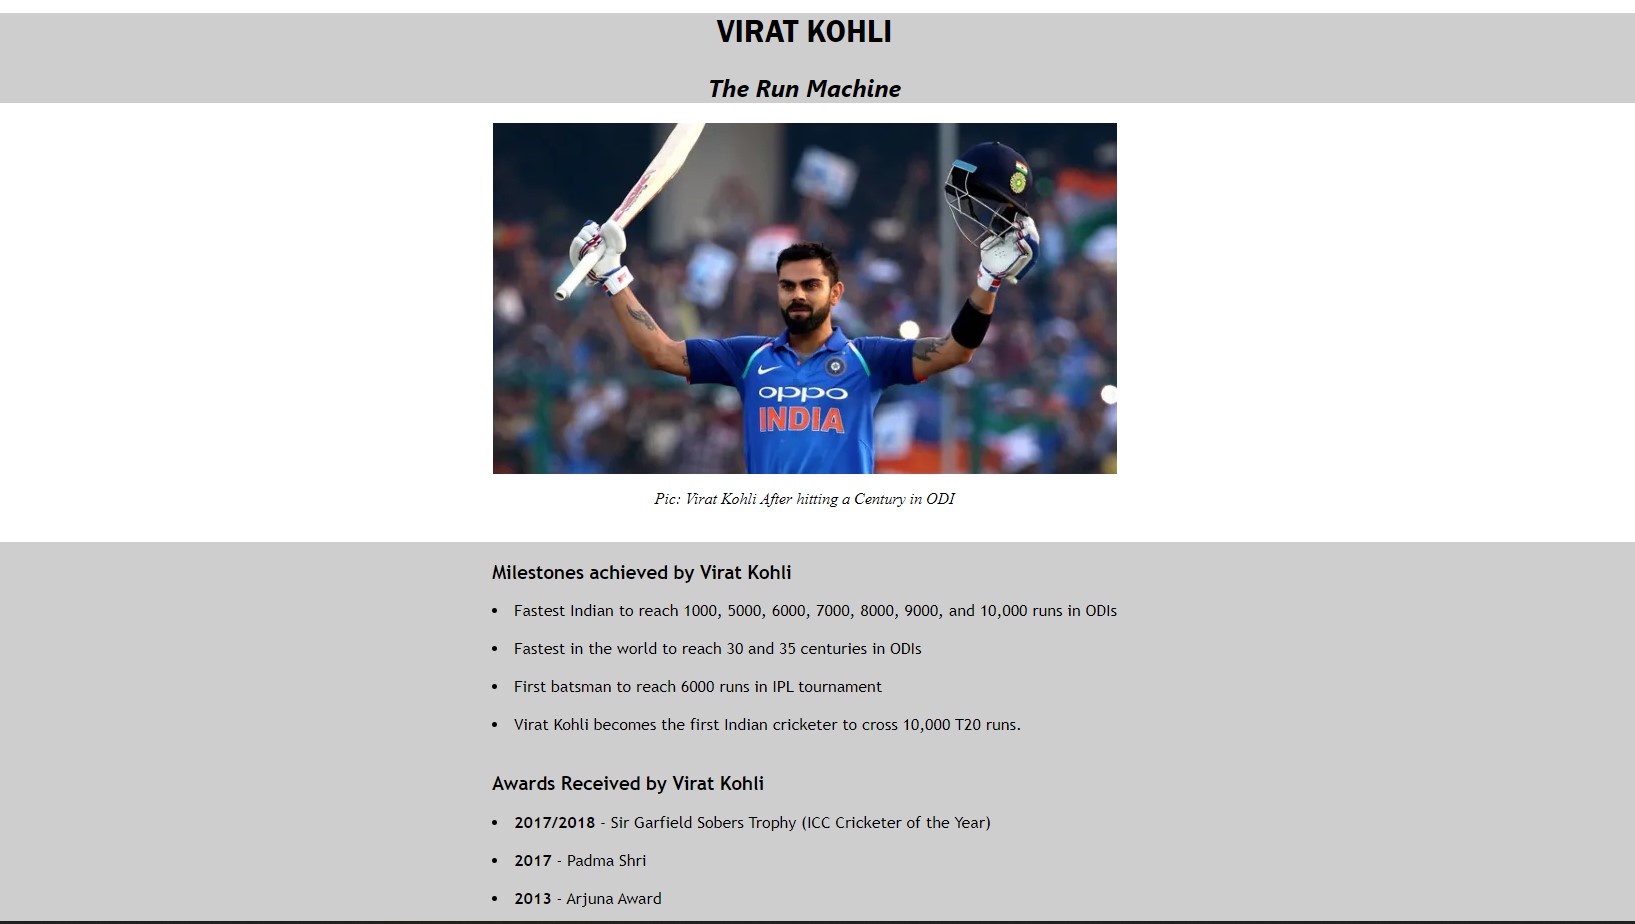 VIRAT KOHLI
The Run Machine
oppo
INDIA
Pic: Virat Kohli After hitting a Century in ODI
Milestones achieved by Virat Kohli
• Fastest Indian to reach 1000, 5000, 6000, 7000, 8000, 9000, and 10,000 runs in ODIs
• Fastest in the world to reach 30 and 35 centuries in ODIs
• First batsman to reach 6000 runs in IPL tournament
• Virat Kohli becomes the first Indian cricketer to cross 10,000 T20 runs.
Awards Received by Virat Kohli
• 2017/2018 - Sir Garfield Sobers Trophy (ICC Cricketer of the Year)
• 2017 - Padma Shri
• 2013 - Arjuna Award